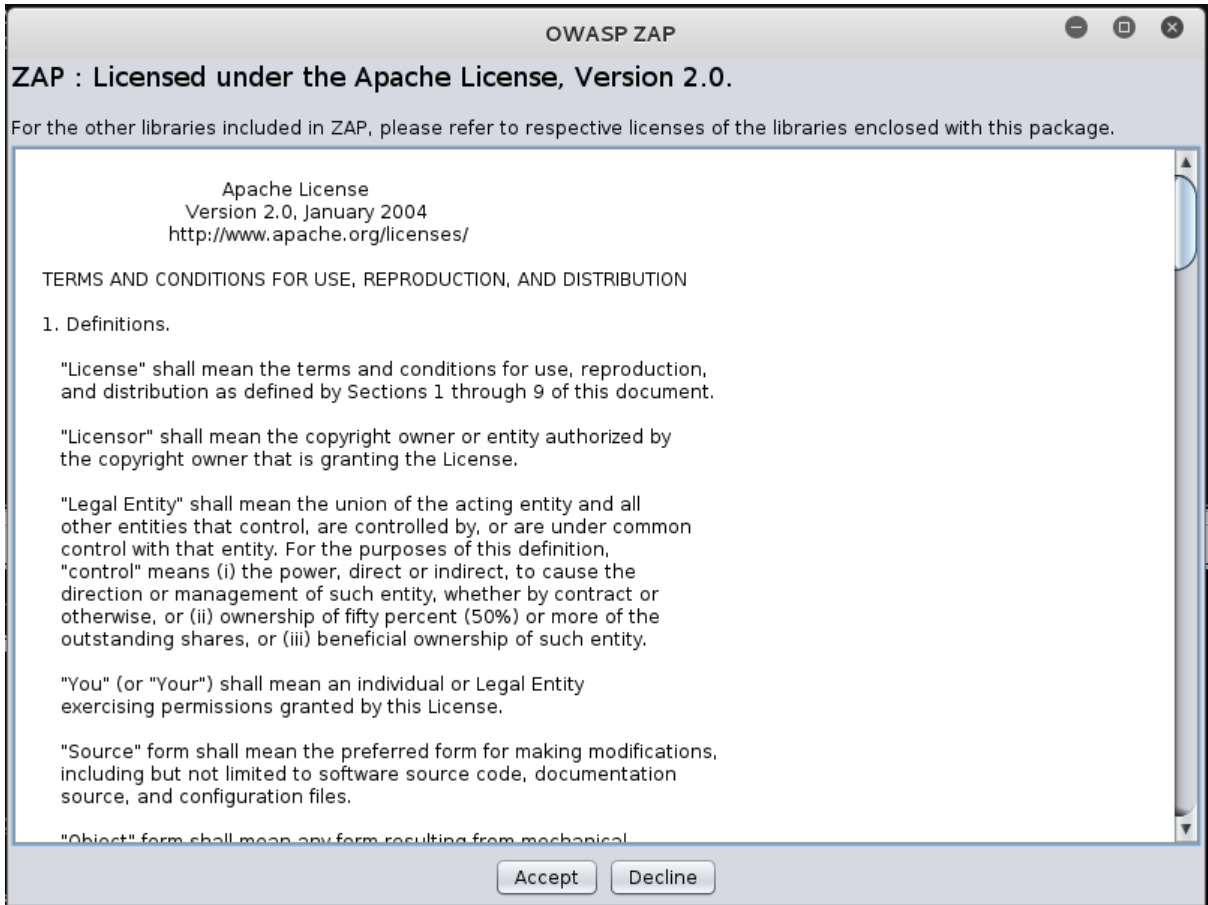 OWASP ZAP
ZAP : Licensed under the Apache License, Version 2.0.
For the other libraries included in ZAP, please refer to respective licenses of the libraries enclosed with this package.
Apache License
Version 2.0, January 2004
http://www.apache.org/licenses/
TERMS AND CONDITIONS FOR USE, REPRODUCTION, AND DISTRIBUTION
1. Definitions.
"License" shall mean the terms and conditions for use, reproduction,
and distribution as defined by Sections 1 through 9 of this document.
"Licensor" shall mean the copyright owner or entity authorized by
the copyright owner that is granting the License.
"Legal Entity" shall mean the union of the acting entity and all
other entities that control, are controlled by, or are under common
control with that entity. For the purposes of this definition,
"control" means (i) the power, direct or indirect, to cause the
direction or management of such entity, whether by contract or
otherwise, or (ii) ownership of fifty percent (50%) or more of the
outstanding shares, or (iii) beneficial ownership of such entity.
"You" (or "Your") shall mean an individual or Legal Entity
exercising permissions granted by this License.
"Source" form shall mean the preferred form for making modifications,
including but not limited to software source code, documentation
source, and configuration files.
"Object" form shall mean any form resulting from mechanical
Accept Decline